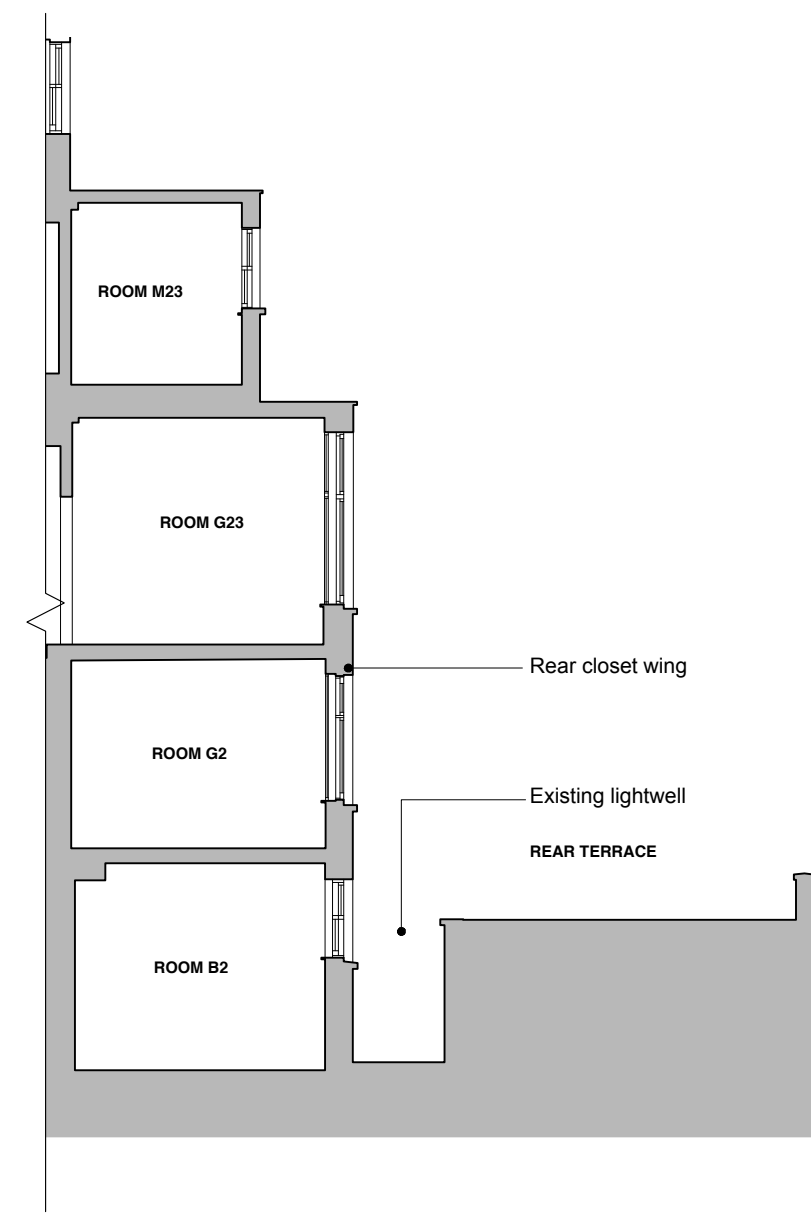 ROOM M23
ROOM G23
Rear closet wing
ROOM G2
Existing lightwell
REAR TERRACE
ROOM B2